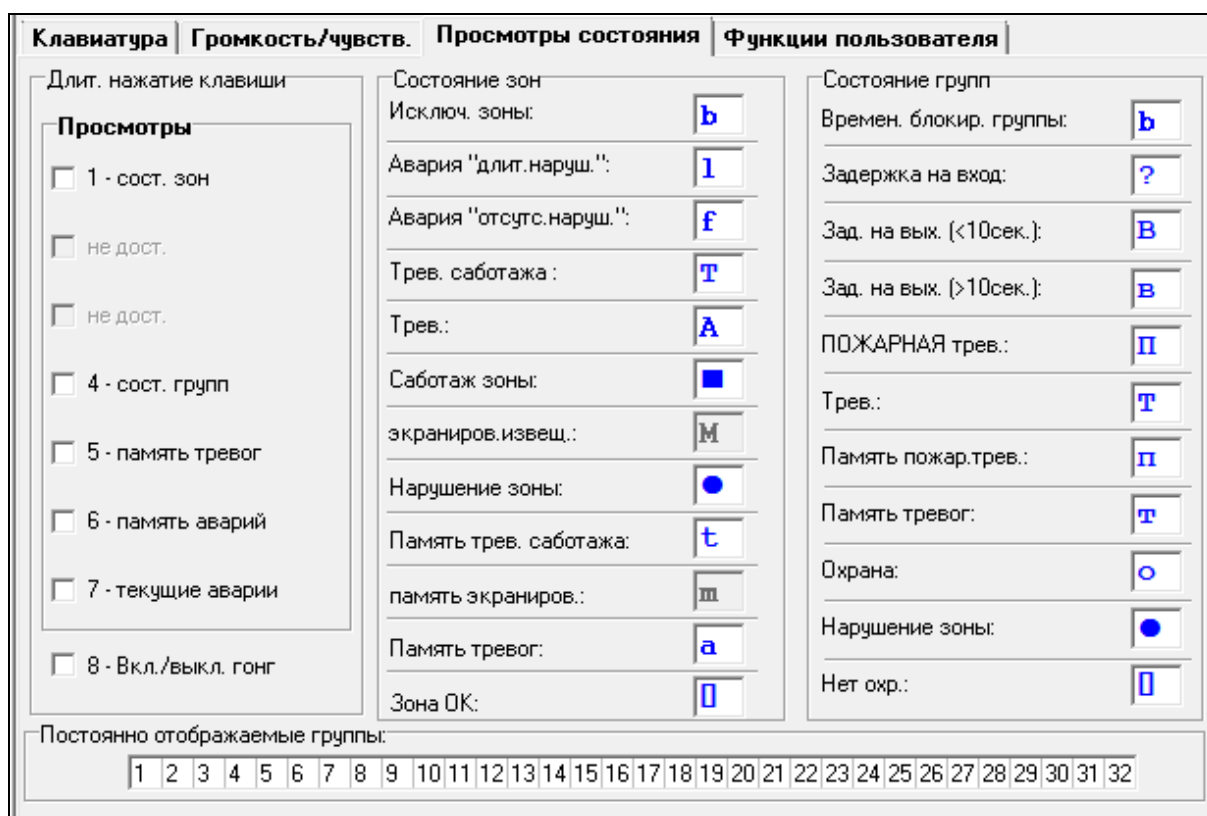 Клавиатура Громкость/чувств. Просмотры состояния Функции пользователя
Длит. нажатие клавиши
Просмотры
1 - сост. зон
не дост.
не дост.
4 - сост. групп
5 - память тревог
6 - память аварий
7 - текущие аварии
8 - Вкл./выкл. гонг
Состояние зон
Исключ. зоны: b
Авария "длит.наруш.": l
Авария "отсутс.наруш.": f
Трев. саботажа : T
Трев.: A
Саботаж зоны: ■
экраниров.извещ.: M
Нарушение зоны: ●
Память трев. саботажа: t
память экраниров.: m
Память тревог: a
Зона ОК: []
Состояние групп
Времен. блокир. группы: b
Задержка на вход: ?
Зад. на вых. (<10сек.): В
Зад. на вых. (>10сек.): в
ПОЖАРНАЯ трев.: П
Трев.: Т
Память пожар.трев.: п
Память тревог: т
Охрана: о
Нарушение зоны: ●
Нет охр.: []
Постоянно отображаемые группы:
1 2 3 4 5 6 7 8 9 10 11 12 13 14 15 16 17 18 19 20 21 22 23 24 25 26 27 28 29 30 31 32